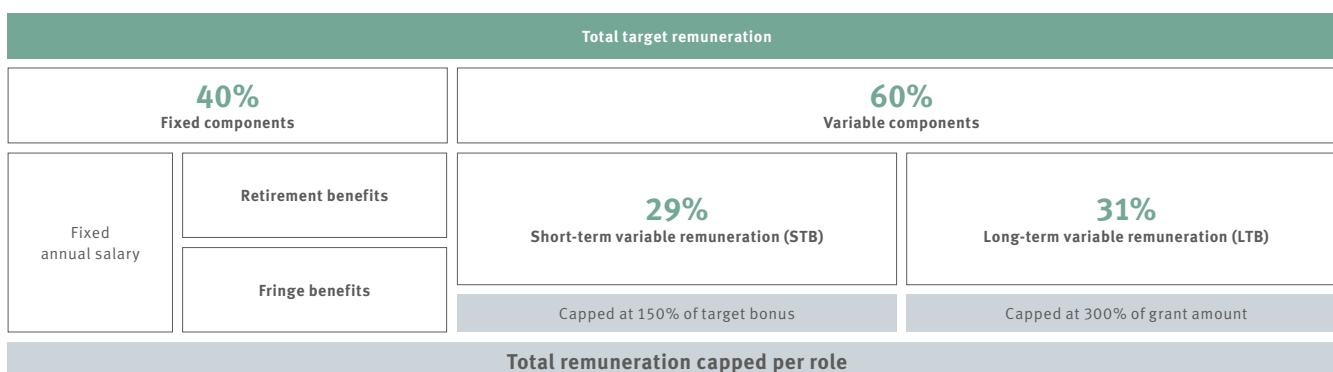 Total target remuneration
40%
Fixed components
60%
Variable components
Fixed
annual salary
Retirement benefits
Fringe benefits
29%
Short-term variable remuneration (STB)
31%
Long-term variable remuneration (LTB)
Capped at 150% of target bonus
Capped at 300% of grant amount
Total remuneration capped per role